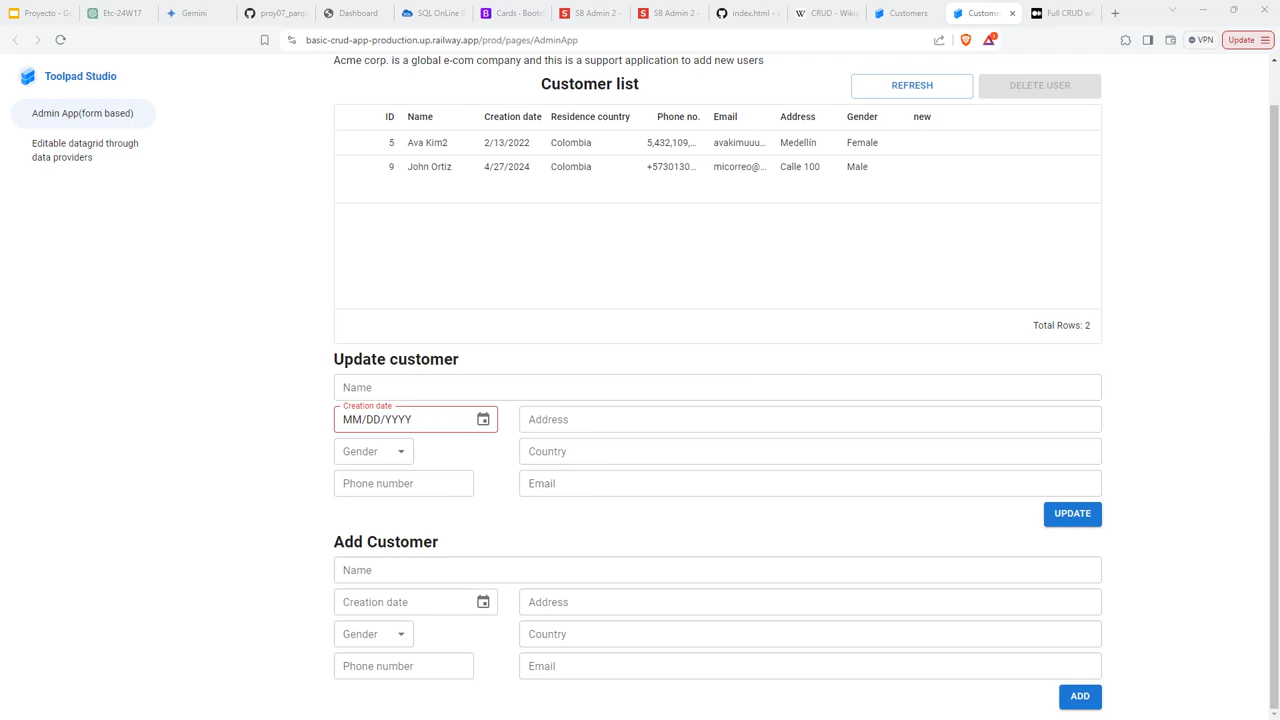 Proyecto - G
Etc-24W17
Gemini
proy07_parq
Dashboard
SQL OnLine I
Cards · Boots
SB Admin 2 -
SB Admin 2 -
index.html - s
CRUD - Wikip
Customers
Custome
Full CRUD wi
basic-crud-app-production.up.railway.app/prod/pages/AdminApp
VPN
Update
Toolpad Studio
Admin App(form based)
Editable datagrid through
data providers
Acme corp. is a global e-com company and this is a support application to add new users
Customer list
REFRESH
DELETE USER
ID Name Creation date Residence country Phone no. Email Address Gender new
5 Ava Kim2 2/13/2022 Colombia 5,432,109,... avakimuuu... Medellín Female
9 John Ortiz 4/27/2024 Colombia +5730130... micorreo@... Calle 100 Male
Total Rows: 2
Update customer
Name
Creation date
MM/DD/YYYY
Address
Gender
Country
Phone number
Email
UPDATE
Add Customer
Name
Creation date
Address
Gender
Country
Phone number
Email
ADD